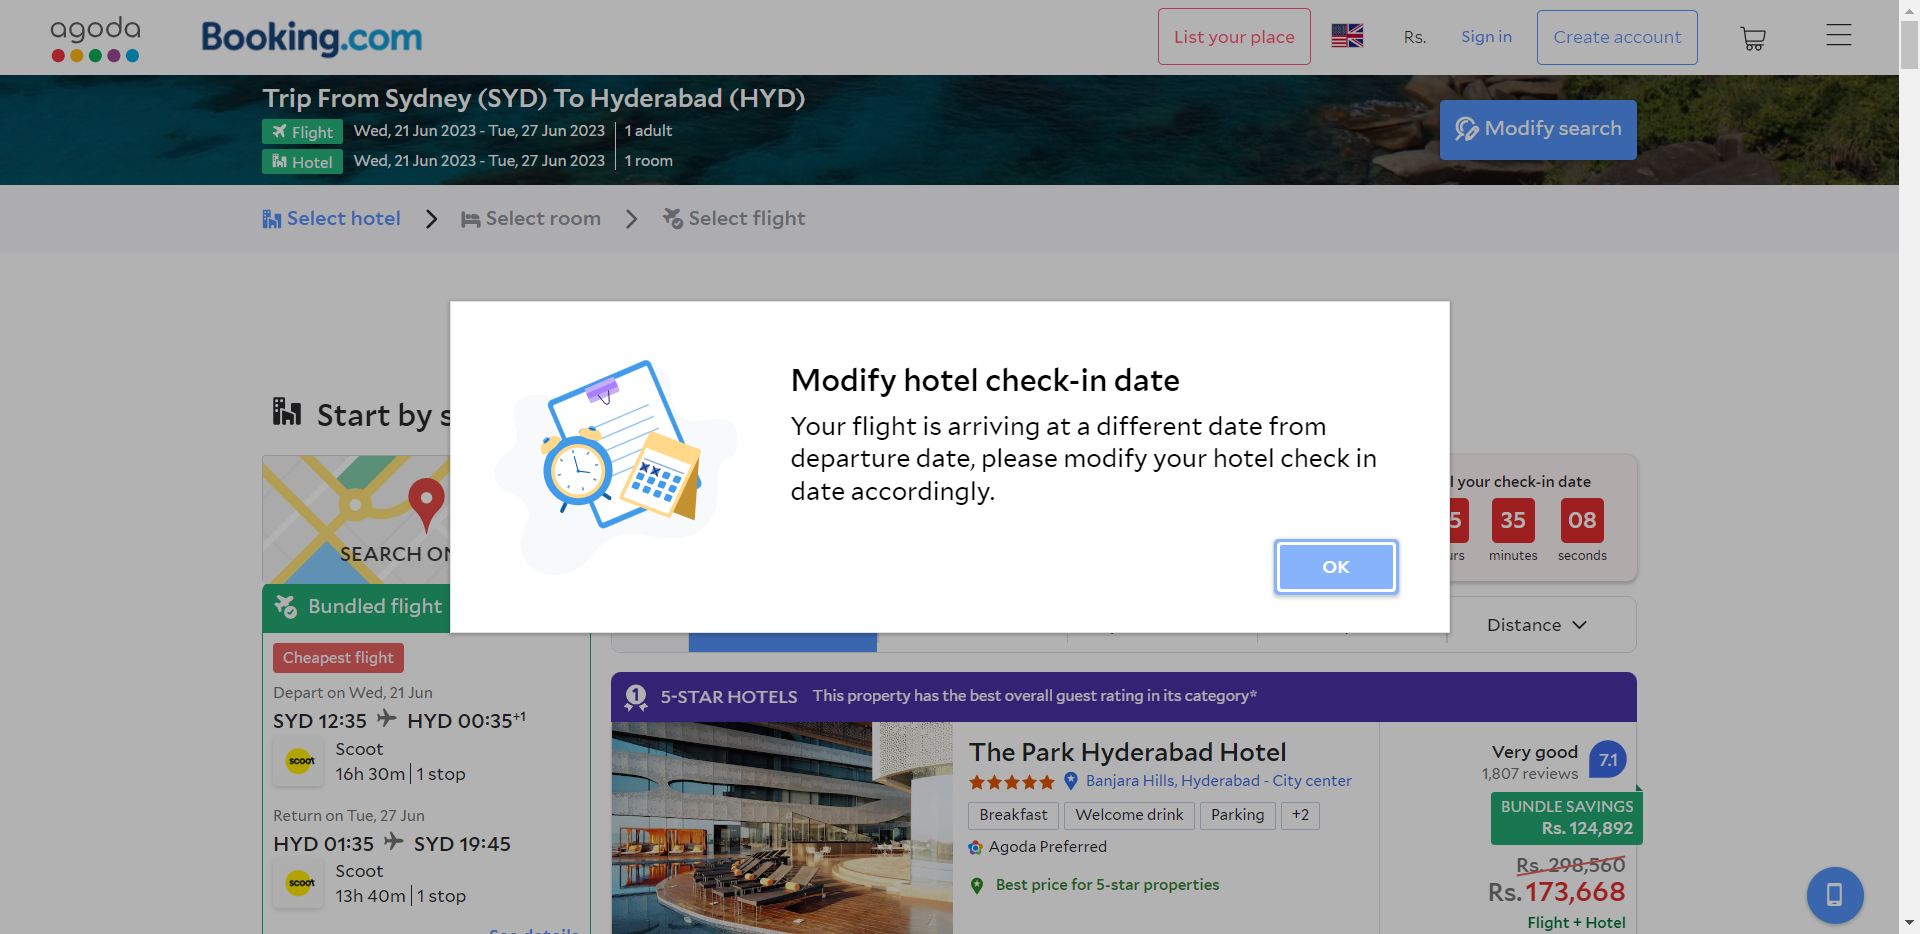 agoda
Booking.com
List your place
Rs.
Sign in
Create account
Trip From Sydney (SYD) To Hyderabad (HYD)
Flight Wed, 21 Jun 2023 - Tue, 27 Jun 2023 1 adult
Hotel Wed, 21 Jun 2023 - Tue, 27 Jun 2023 1 room
Modify search
Select hotel
Select room
Select flight
Modify hotel check-in date
Your flight is arriving at a different date from
departure date, please modify your hotel check in
date accordingly.
OK
Start by
SEARCH
your check-in date
5 35 08
minutes seconds
Distance
Bundled flight
Cheapest flight
Depart on Wed, 21 Jun
SYD 12:35 HYD 00:35+1
scoot
Scoot
16h 30m 1 stop
Return on Tue, 27 Jun
HYD 01:35 SYD 19:45
scoot
Scoot
13h 40m 1 stop
See details
1 5-STAR HOTELS This property has the best overall guest rating in its category*
The Park Hyderabad Hotel
Banjara Hills, Hyderabad - City center
Breakfast Welcome drink Parking +2
Agoda Preferred
Best price for 5-star properties
Very good 7.1
1,807 reviews
BUNDLE SAVINGS
Rs. 124,892
Rs. 298,560
Rs. 173,668
Flight + Hotel